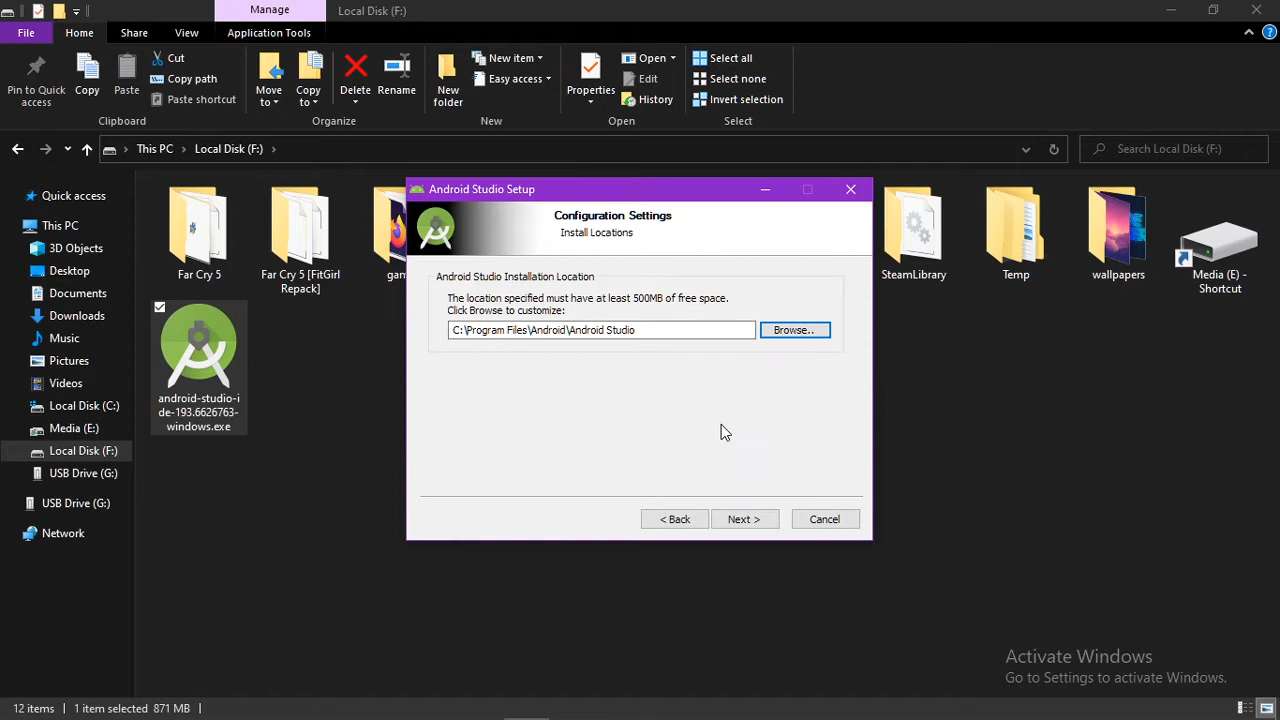 Manage
Local Disk (F:)
File
Home
Share
View
Application Tools
Pin to Quick
access
Copy
Paste
Cut
Copy path
Paste shortcut
Clipboard
Move
to
Copy
to
Delete
Rename
Organize
New
folder
New item
Easy access
New
Properties
Open
Edit
History
Open
Select all
Select none
Invert selection
Select
This PC
Local Disk (F:)
Search Local Disk (F:)
Quick access
This PC
3D Objects
Desktop
Documents
Downloads
Music
Pictures
Videos
Local Disk (C:)
Media (E:)
Local Disk (F:)
USB Drive (G:)
USB Drive (G:)
Network
Far Cry 5
Far Cry 5 [FitGirl
Repack]
SteamLibrary
Temp
wallpapers
Media (E) -
Shortcut
android-studio-i
de-193.6626763-
windows.exe
Android Studio Setup
Configuration Settings
Install Locations
Android Studio Installation Location
The location specified must have at least 500MB of free space.
Click Browse to customize:
C:\Program Files\Android\Android Studio
Browse..
< Back
Next >
Cancel
Activate Windows
Go to Settings to activate Windows.
12 items
1 item selected 871 MB